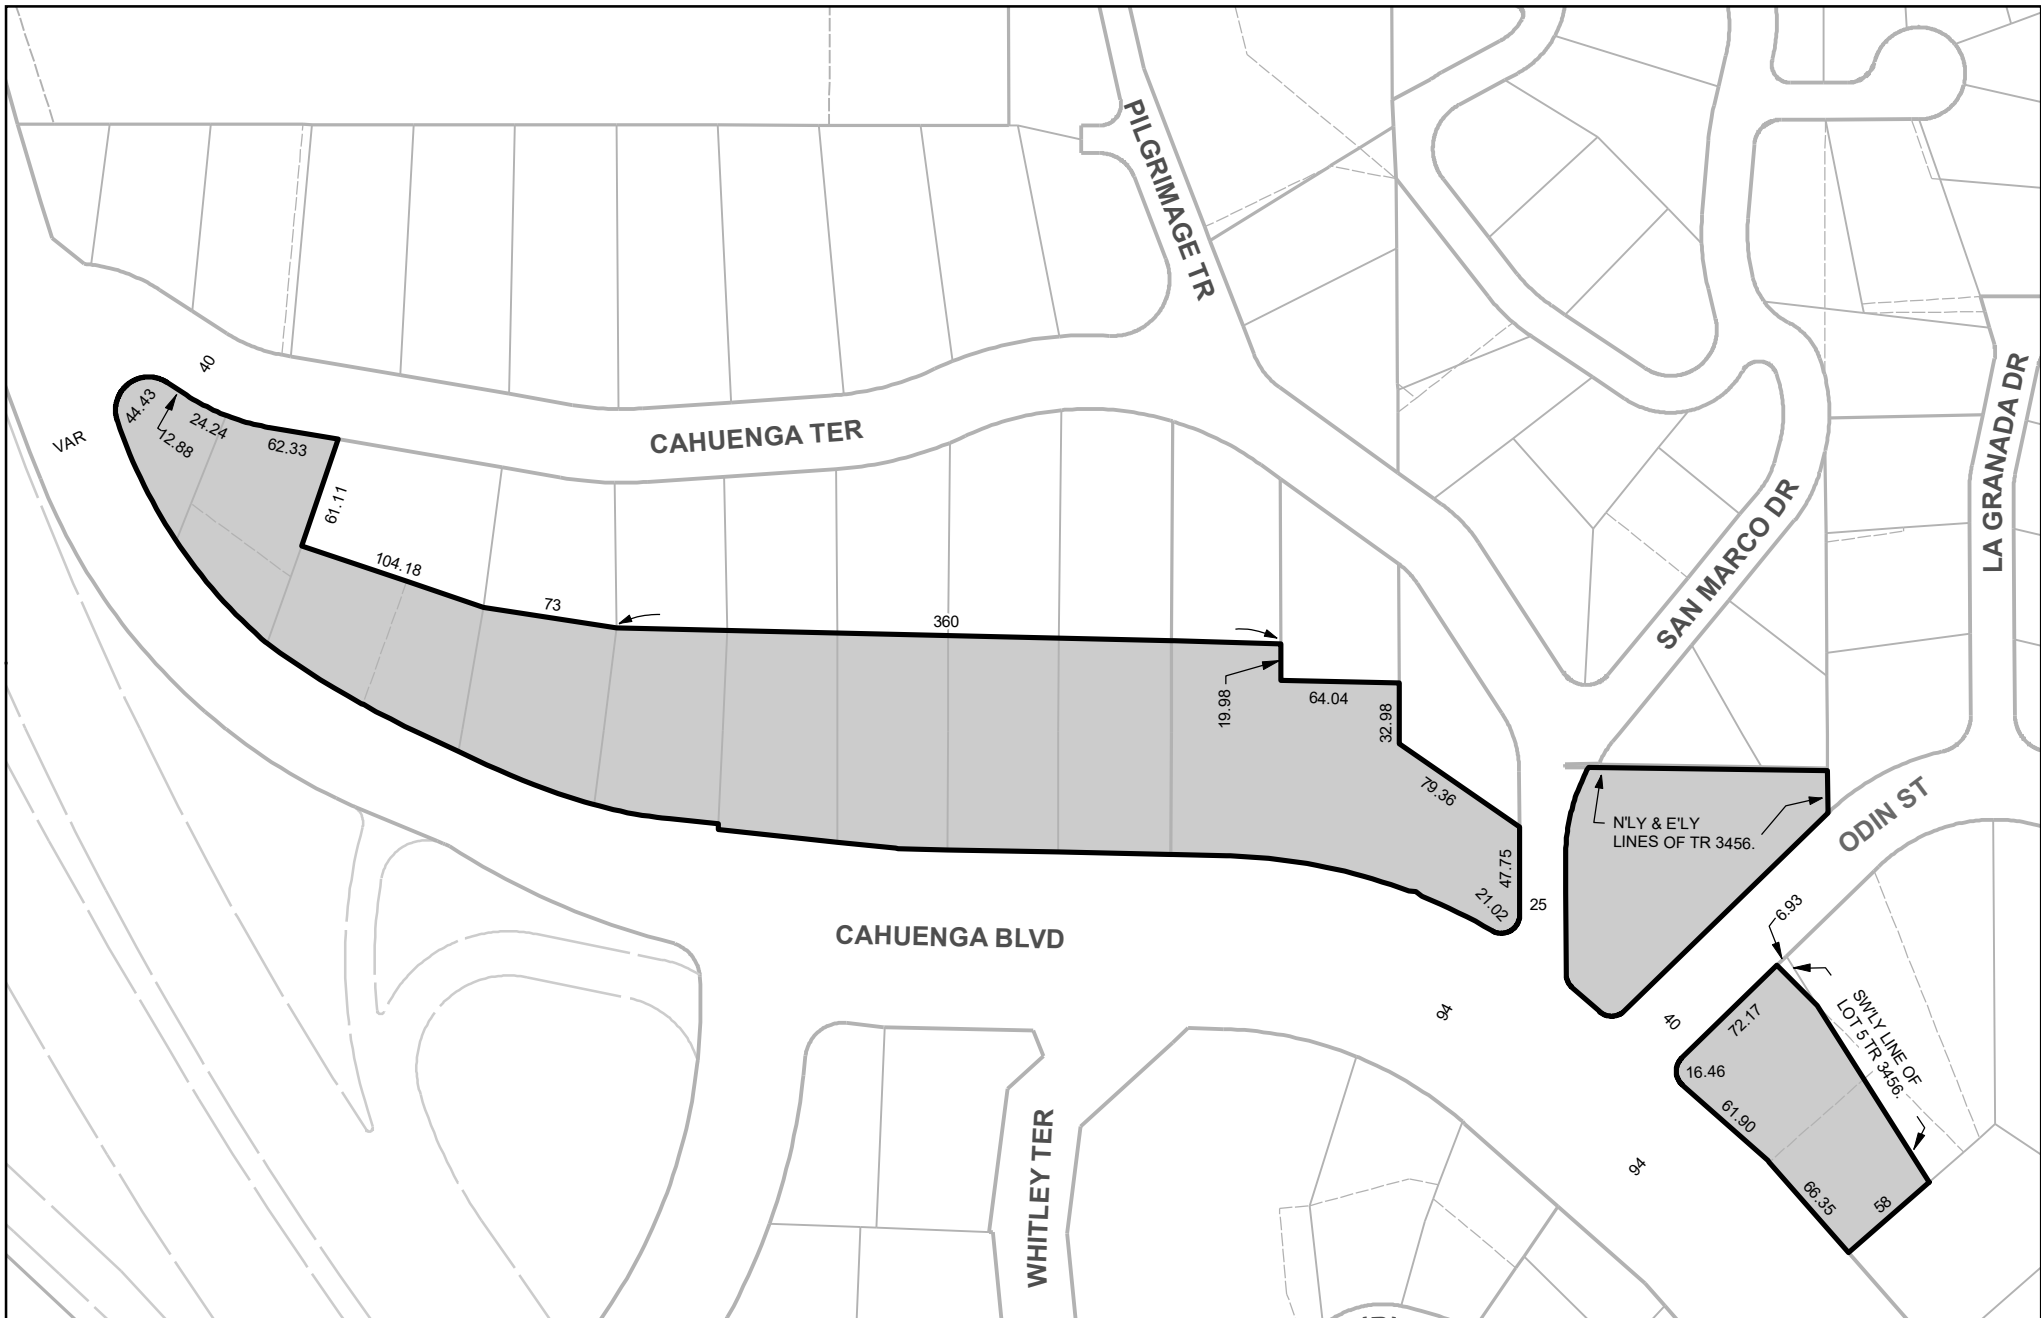 PILGRIMAGE TR
40
44.43
12.88
24.24
62.33
VAR
CAHUENGA TER
61.11
104.18
73
360
LA GRANADA DR
SAN MARCO DR
19.98
64.04
32.98
79.36
N'LY & E'LY
LINES OF TR 3456.
ODIN ST
47.75
21.02
25
6.93
CAHUENGA BLVD
94
40
72.17
SW'LY LINE OF
LOT 5 TR 3456.
16.46
61.90
94
66.35
58
WHITLEY TER